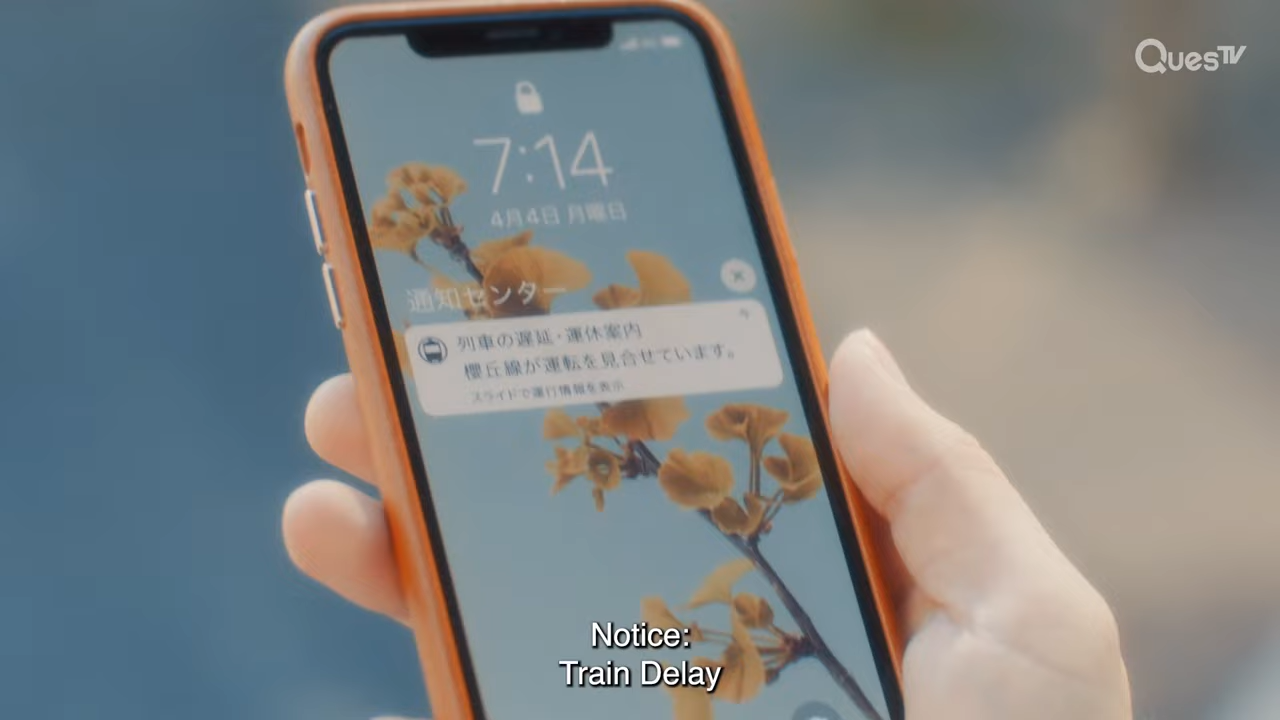 QuesTV
7:14
4月4日 月曜日
通知センター
列車の遅延・運休案内
櫻丘線が運転を見合せています。
スライドで運行情報を表示
Notice:
Train Delay